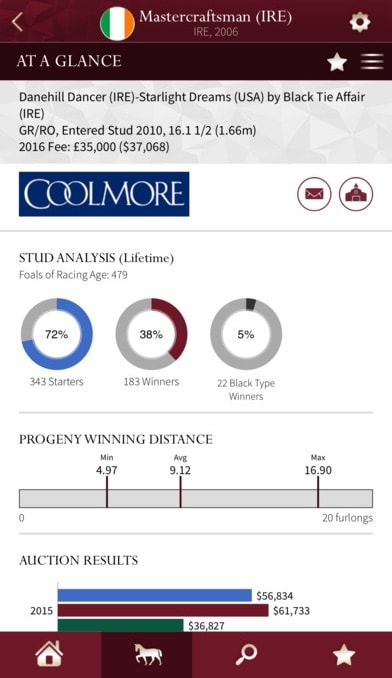 Mastercraftsman (IRE)
IRE, 2006
AT A GLANCE
Danehill Dancer (IRE)-Starlight Dreams (USA) by Black Tie Affair
(IRE)
GR/RO, Entered Stud 2010, 16.1 1/2 (1.66m)
2016 Fee: £35,000 ($37,068)
COOLMORE
STUD ANALYSIS (Lifetime)
Foals of Racing Age: 479
72% 38% 5%
343 Starters 183 Winners 22 Black Type
Winners
PROGENY WINNING DISTANCE
Min Avg Max
4.97 9.12 16.90
0 20 furlongs
AUCTION RESULTS
$56,834
2015 $61,733
$36,827